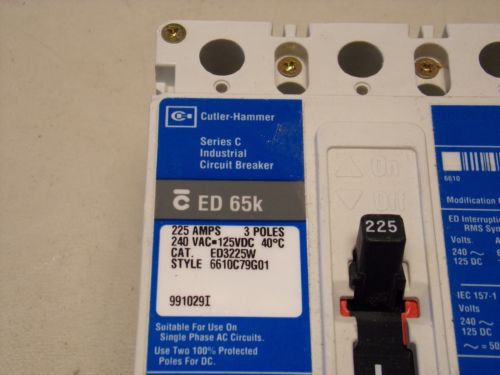 Cutler-Hammer
Series C
Industrial
Circuit Breaker
ED 65k
225 AMPS 3 POLES
240 VAC▪125VDC 40°C
CAT. ED3225W
STYLE 6610C79G01
991029I
Suitable For Use On
Single Phase AC Circuits.
Use Two 100% Protected
Poles For DC.
On
Off
225
6610
Modification
ED Interrupti
RMS Sym
Volts
240 ~
125 DC
IEC 157-1
Volts
240 ~
125 DC
~ = 50